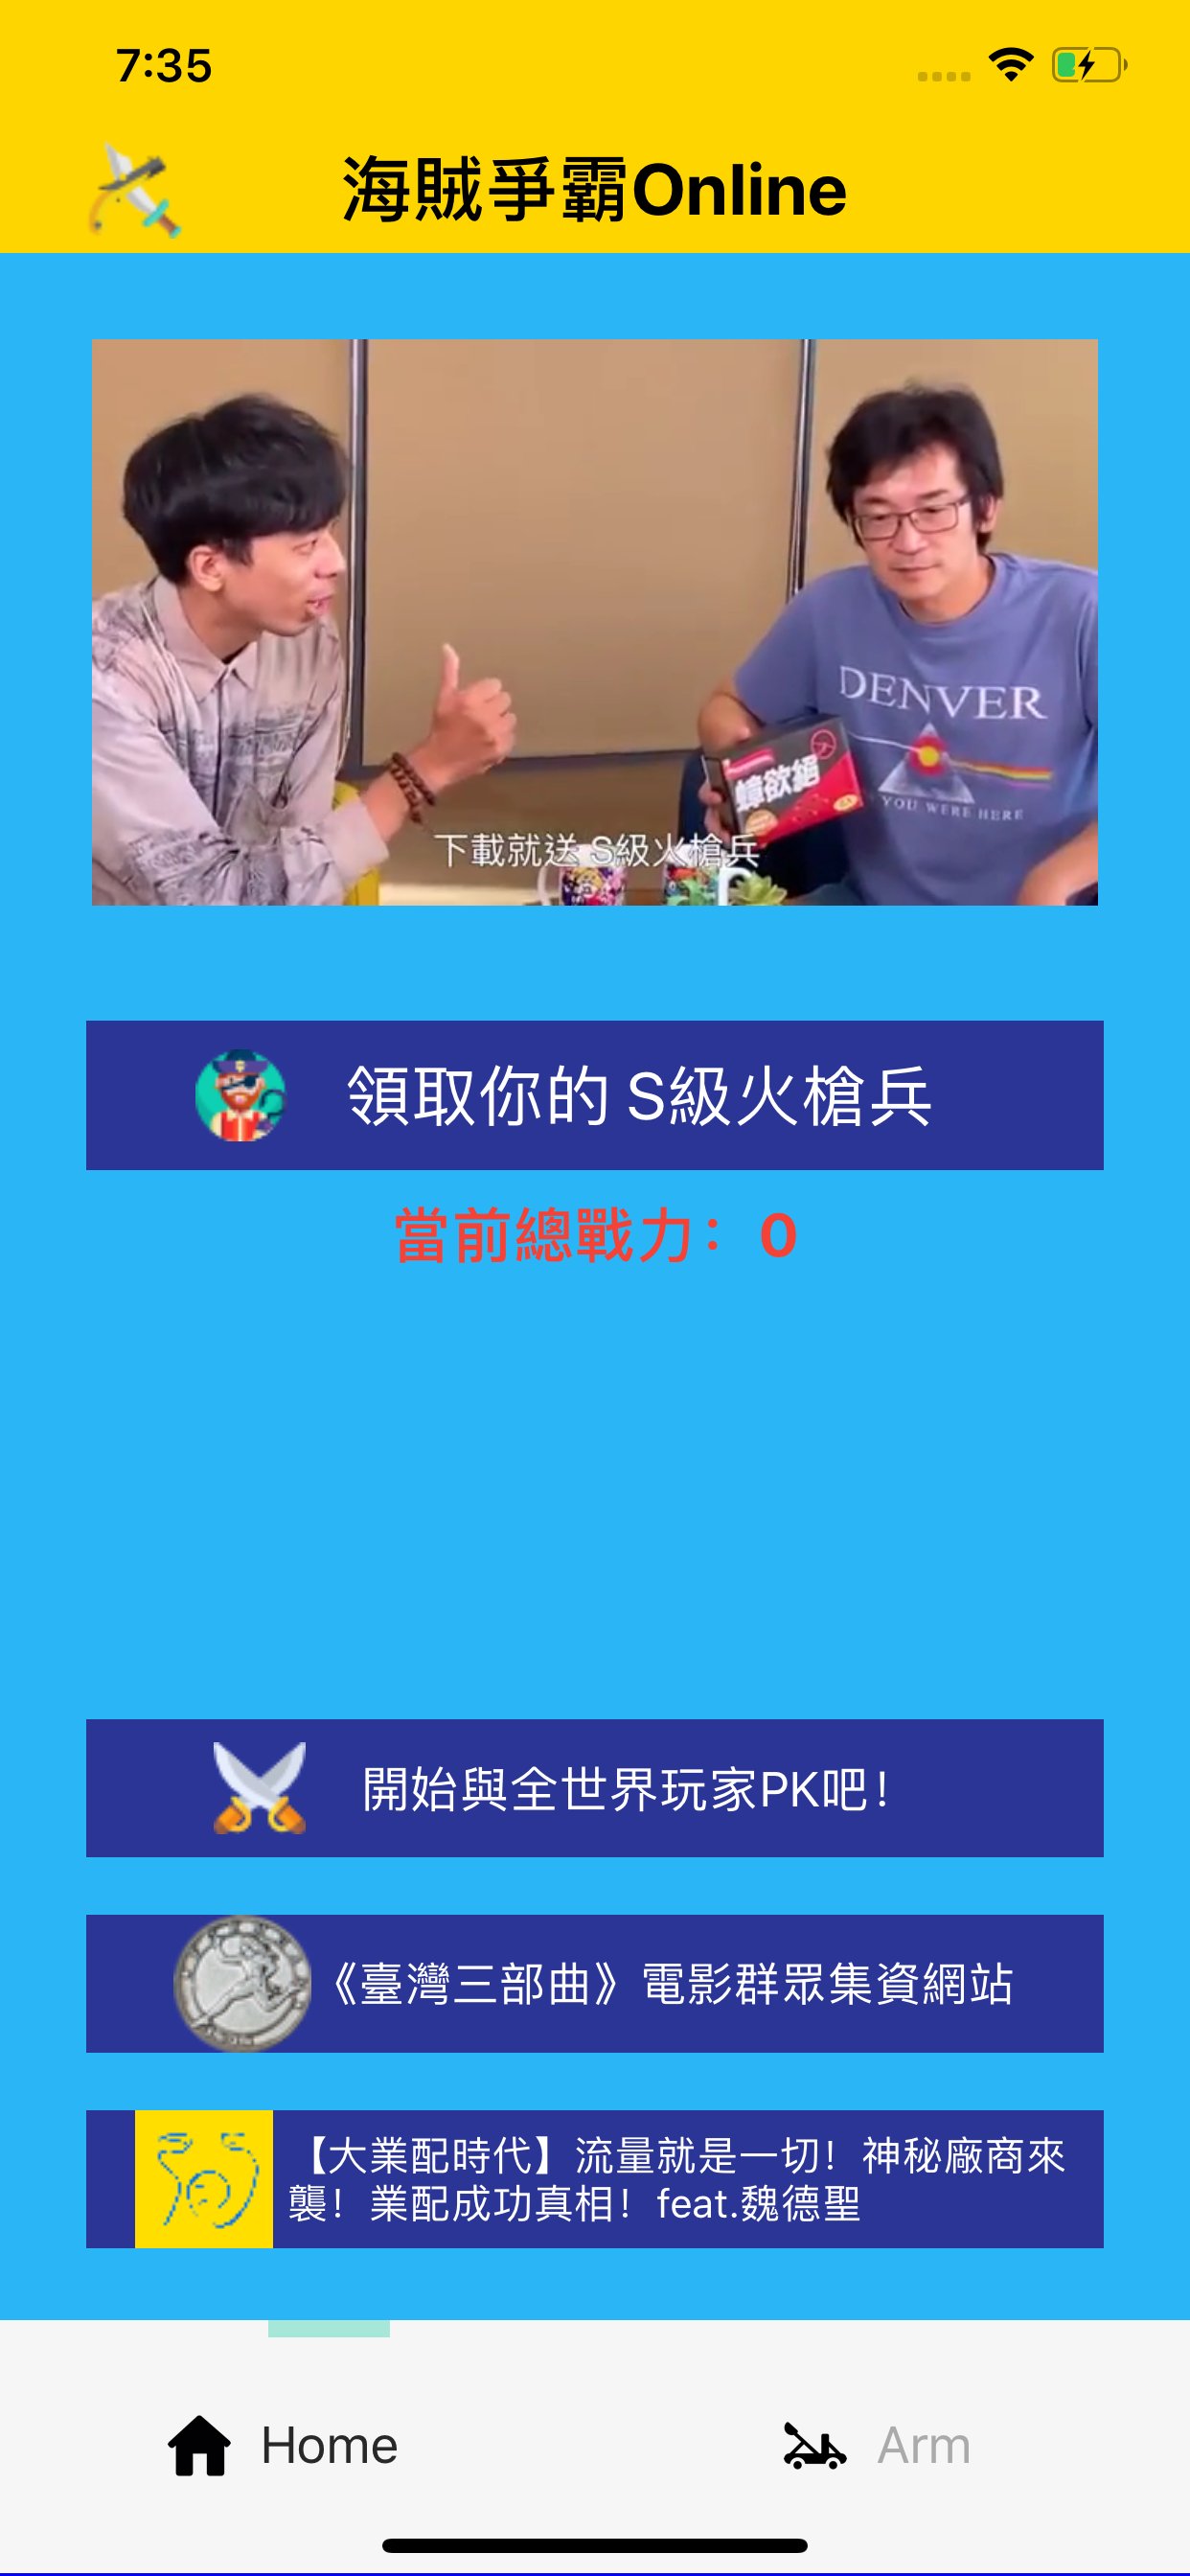 7:35
海賊爭霸Online
DENVER
蟑欲絕
YOU WERE HERE
下載就送 S級火槍兵
領取你的 S級火槍兵
當前總戰力：0
開始與全世界玩家PK吧！
《臺灣三部曲》電影群眾集資網站
【大業配時代】流量就是一切！神秘廠商來
襲！業配成功真相！feat.魏德聖
Home
Arm